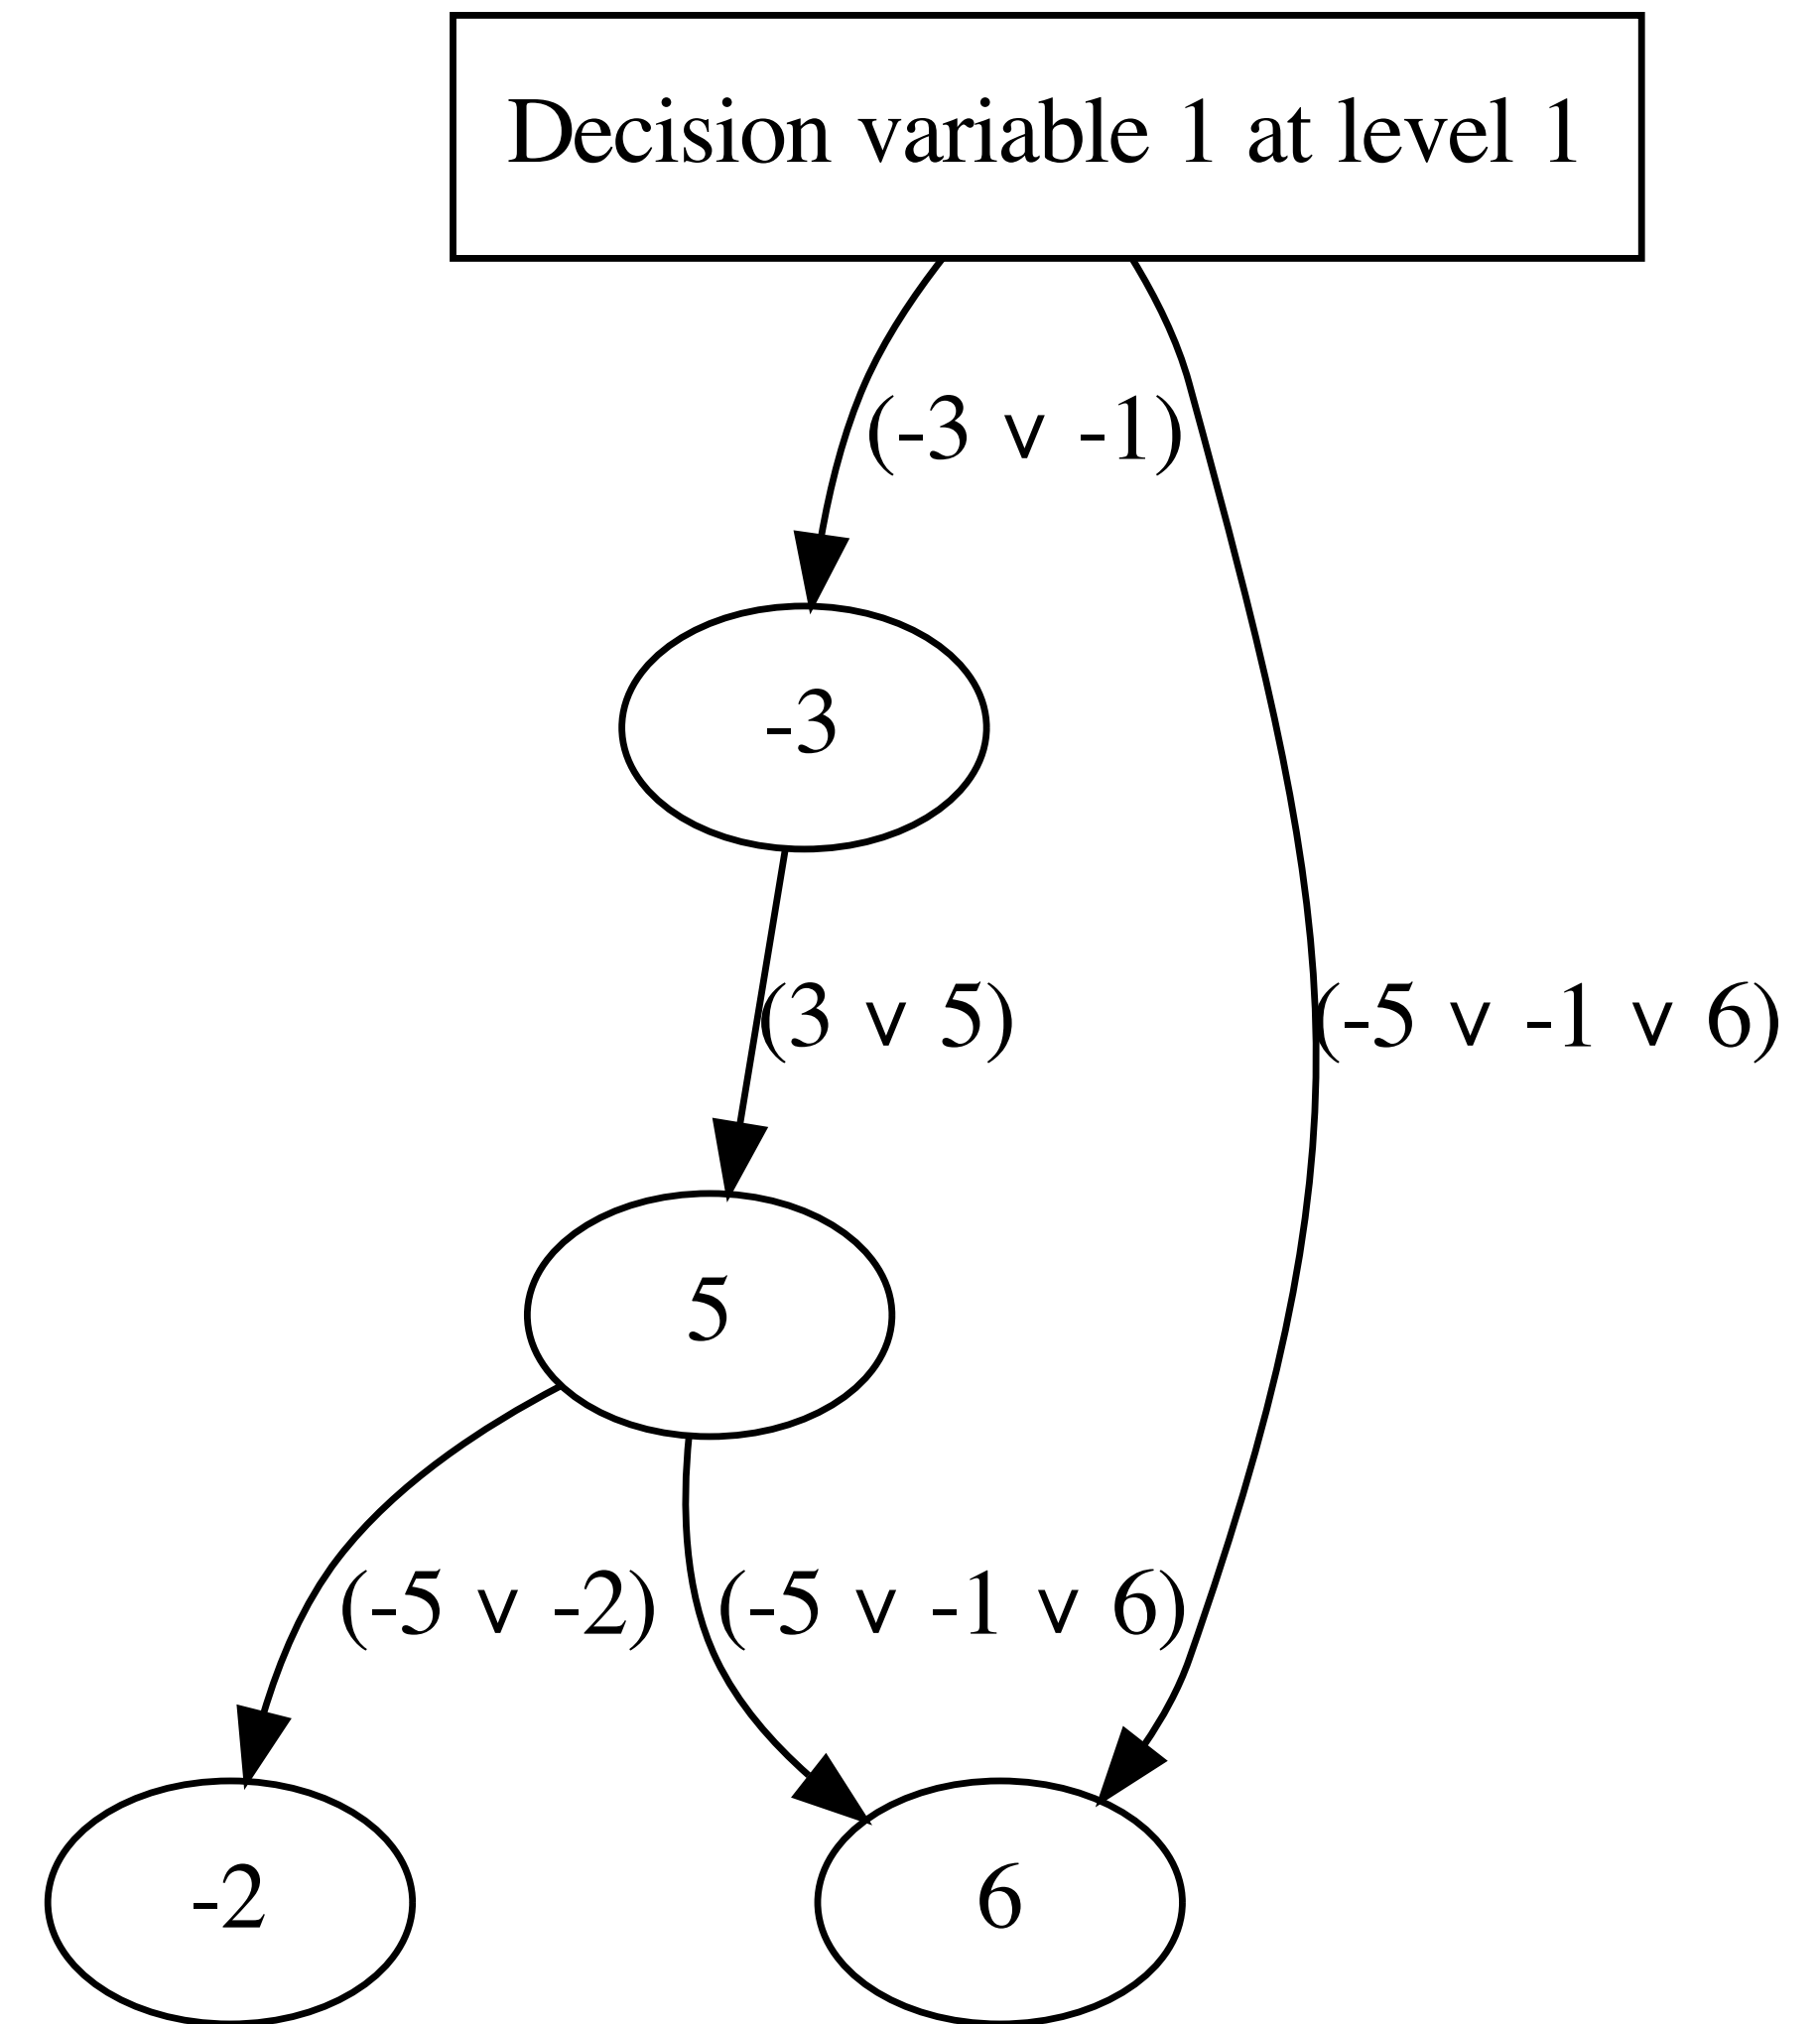 Decision variable 1 at level 1
(-3 ∨ -1)
-3
(3 ∨ 5)
(-5 ∨ -1 ∨ 6)
5
(-5 ∨ -2)
(-5 ∨ -1 ∨ 6)
-2
6